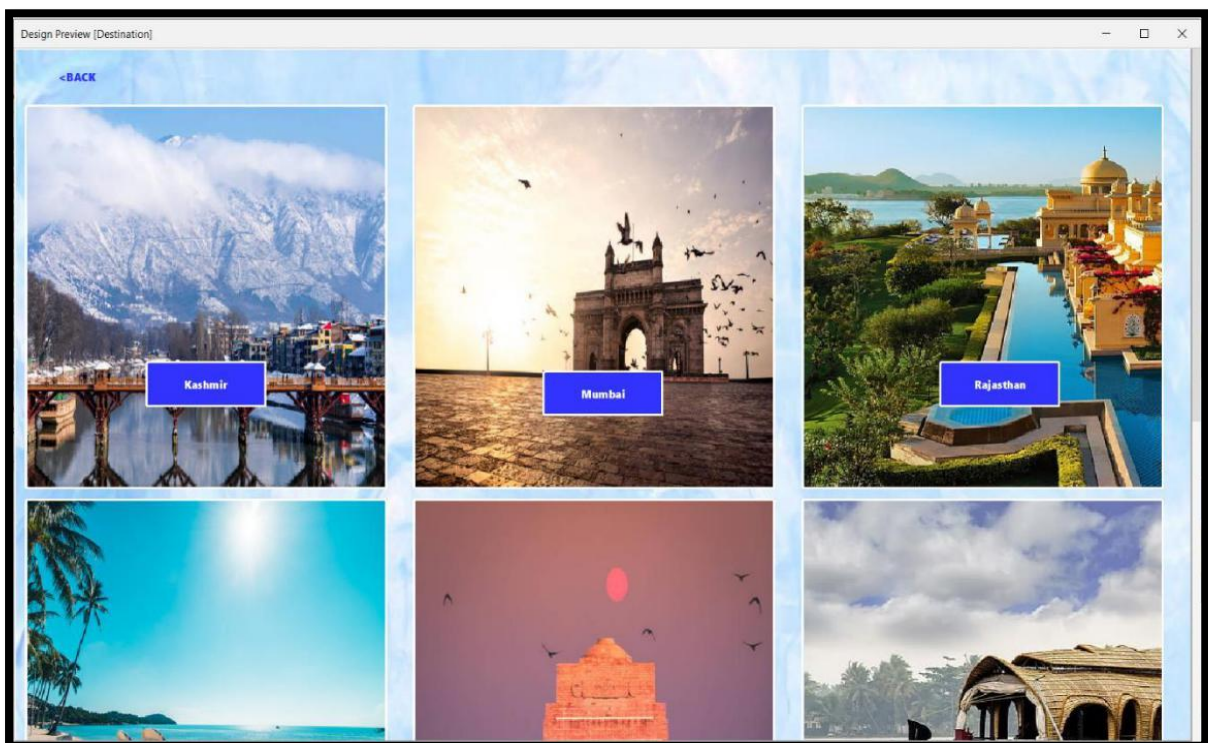 Design Preview [Destination]
<BACK
Kashmir
Mumbai
Rajasthan